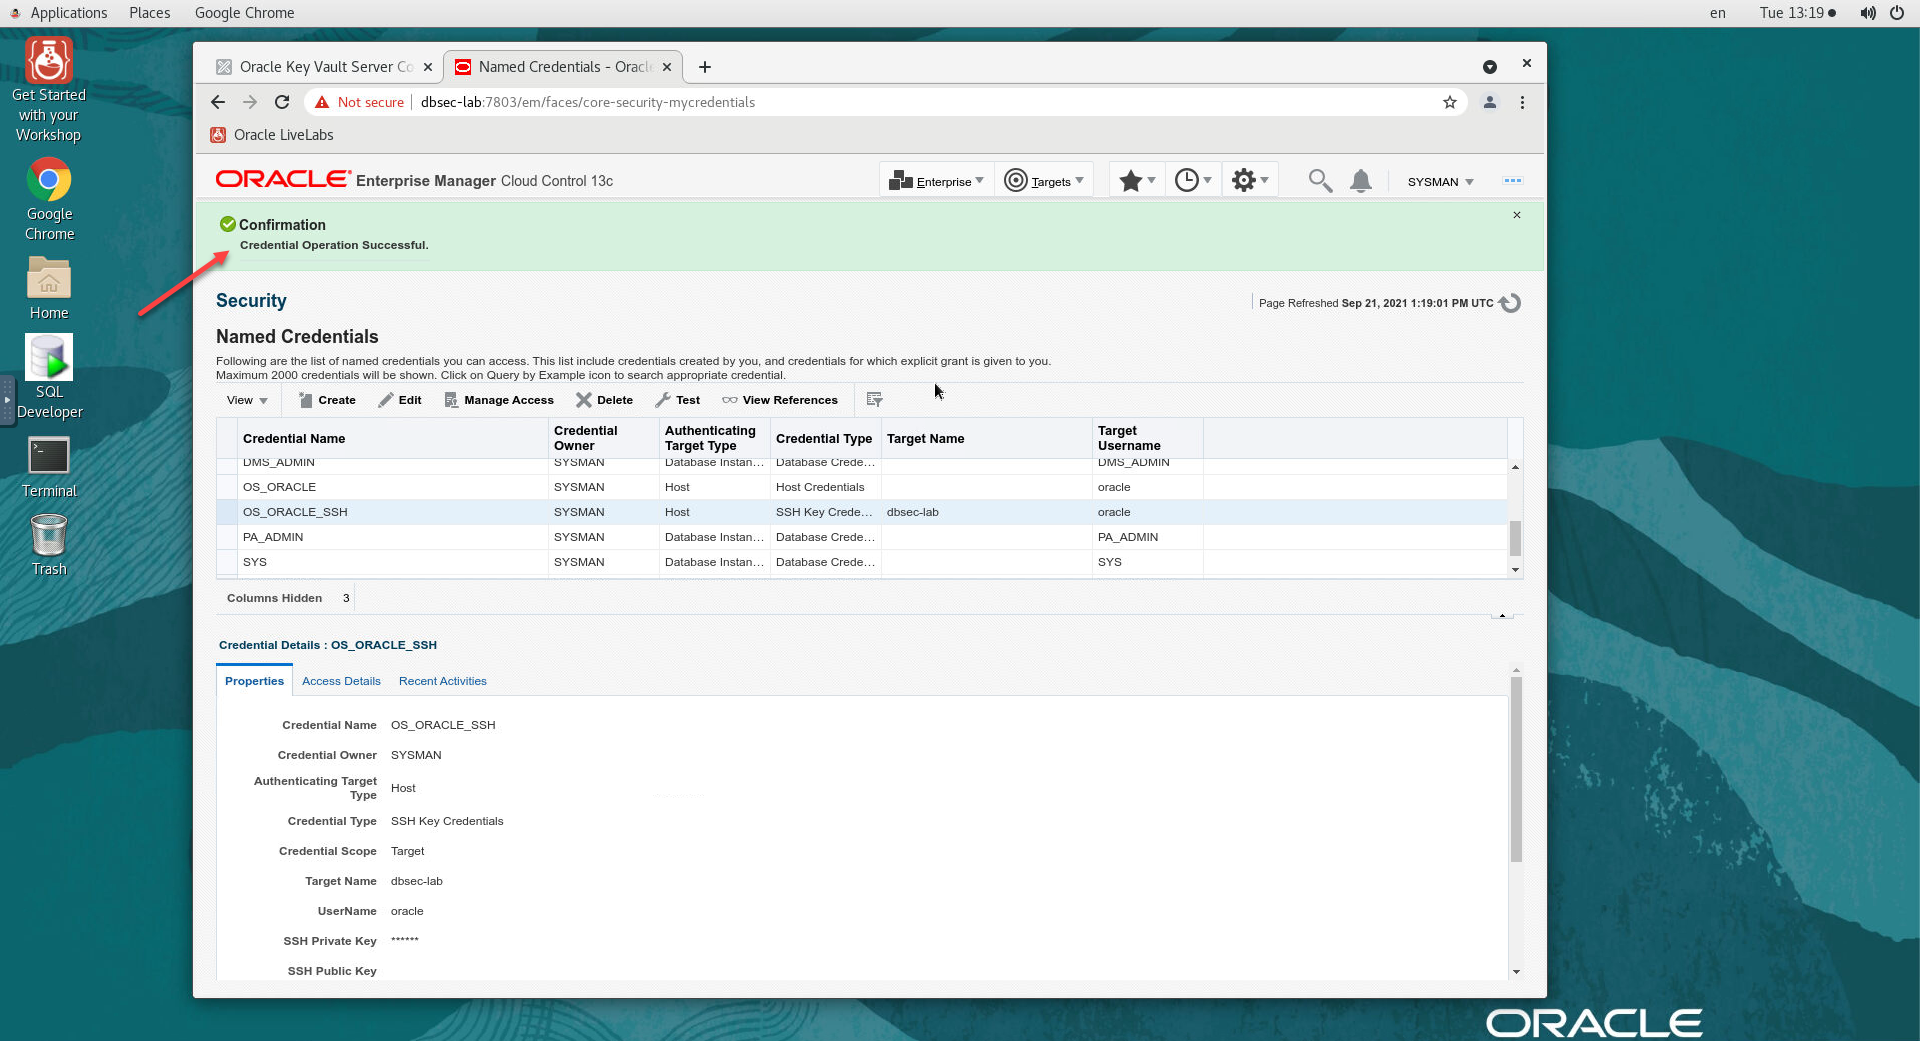 Applications Places Google Chrome en Tue 13:19
Get Started
with your
Workshop
Google
Chrome
Home
SQL
Developer
Terminal
Trash
Oracle Key Vault Server Co
Named Credentials - Oracle
Not secure dbsec-lab:7803/em/faces/core-security-mycredentials
Oracle LiveLabs
ORACLE Enterprise Manager Cloud Control 13c
Enterprise Targets SYSMAN
Confirmation
Credential Operation Successful.
Security
Page Refreshed Sep 21, 2021 1:19:01 PM UTC
Named Credentials
Following are the list of named credentials you can access. This list include credentials created by you, and credentials for which explicit grant is given to you.
Maximum 2000 credentials will be shown. Click on Query by Example icon to search appropriate credential.
View Create Edit Manage Access Delete Test View References
Credential Name Credential Owner Authenticating Target Type Credential Type Target Name Target Username
DMS_ADMIN SYSMAN Database Instan... Database Crede... DMS_ADMIN
OS_ORACLE SYSMAN Host Host Credentials oracle
OS_ORACLE_SSH SYSMAN Host SSH Key Crede... dbsec-lab oracle
PA_ADMIN SYSMAN Database Instan... Database Crede... PA_ADMIN
SYS SYSMAN Database Instan... Database Crede... SYS
Columns Hidden 3
Credential Details : OS_ORACLE_SSH
Properties Access Details Recent Activities
Credential Name OS_ORACLE_SSH
Credential Owner SYSMAN
Authenticating Target Type Host
Credential Type SSH Key Credentials
Credential Scope Target
Target Name dbsec-lab
UserName oracle
SSH Private Key ******
SSH Public Key
ORACLE